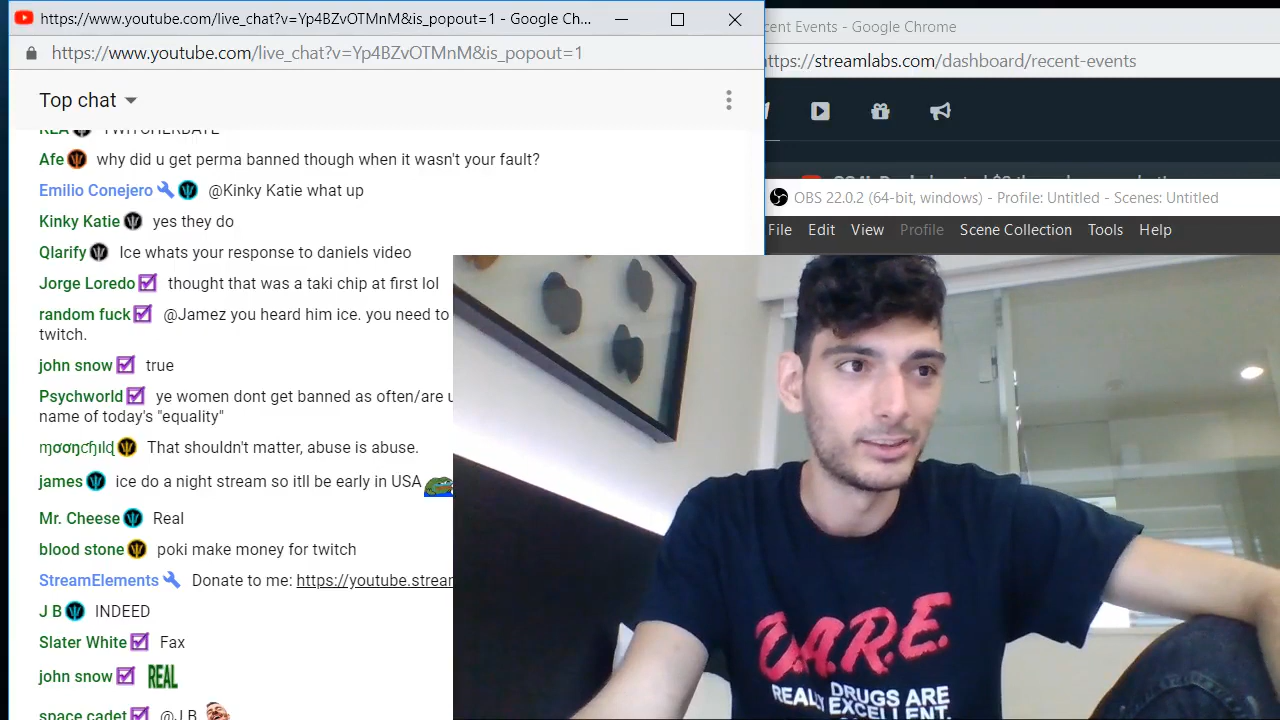 https://www.youtube.com/live_chat?v=Yp4BZvOTMnM&is_popout=1 - Google Ch...
https://www.youtube.com/live_chat?v=Yp4BZvOTMnM&is_popout=1
Top chat
Afe why did u get perma banned though when it wasn't your fault?
Emilio Conejero @Kinky Katie what up
Kinky Katie yes they do
Qlarify Ice whats your response to daniels video
Jorge Loredo thought that was a taki chip at first lol
random fuck @Jamez you heard him ice. you need to
twitch.
john snow true
Psychworld ye women dont get banned as often/are u
name of today's "equality"
That shouldn't matter, abuse is abuse.
james ice do a night stream so itll be early in USA
Mr. Cheese Real
blood stone poki make money for twitch
StreamElements Donate to me: https://youtube.strear
J B INDEED
Slater White Fax
john snow REAL
space cadet @J B
cent Events - Google Chrome
ttps://streamlabs.com/dashboard/recent-events
OBS 22.0.2 (64-bit, windows) - Profile: Untitled - Scenes: Untitled
File Edit View Profile Scene Collection Tools Help
D.A.R.E.
REALLY DRUGS ARE
EXCELLENT.